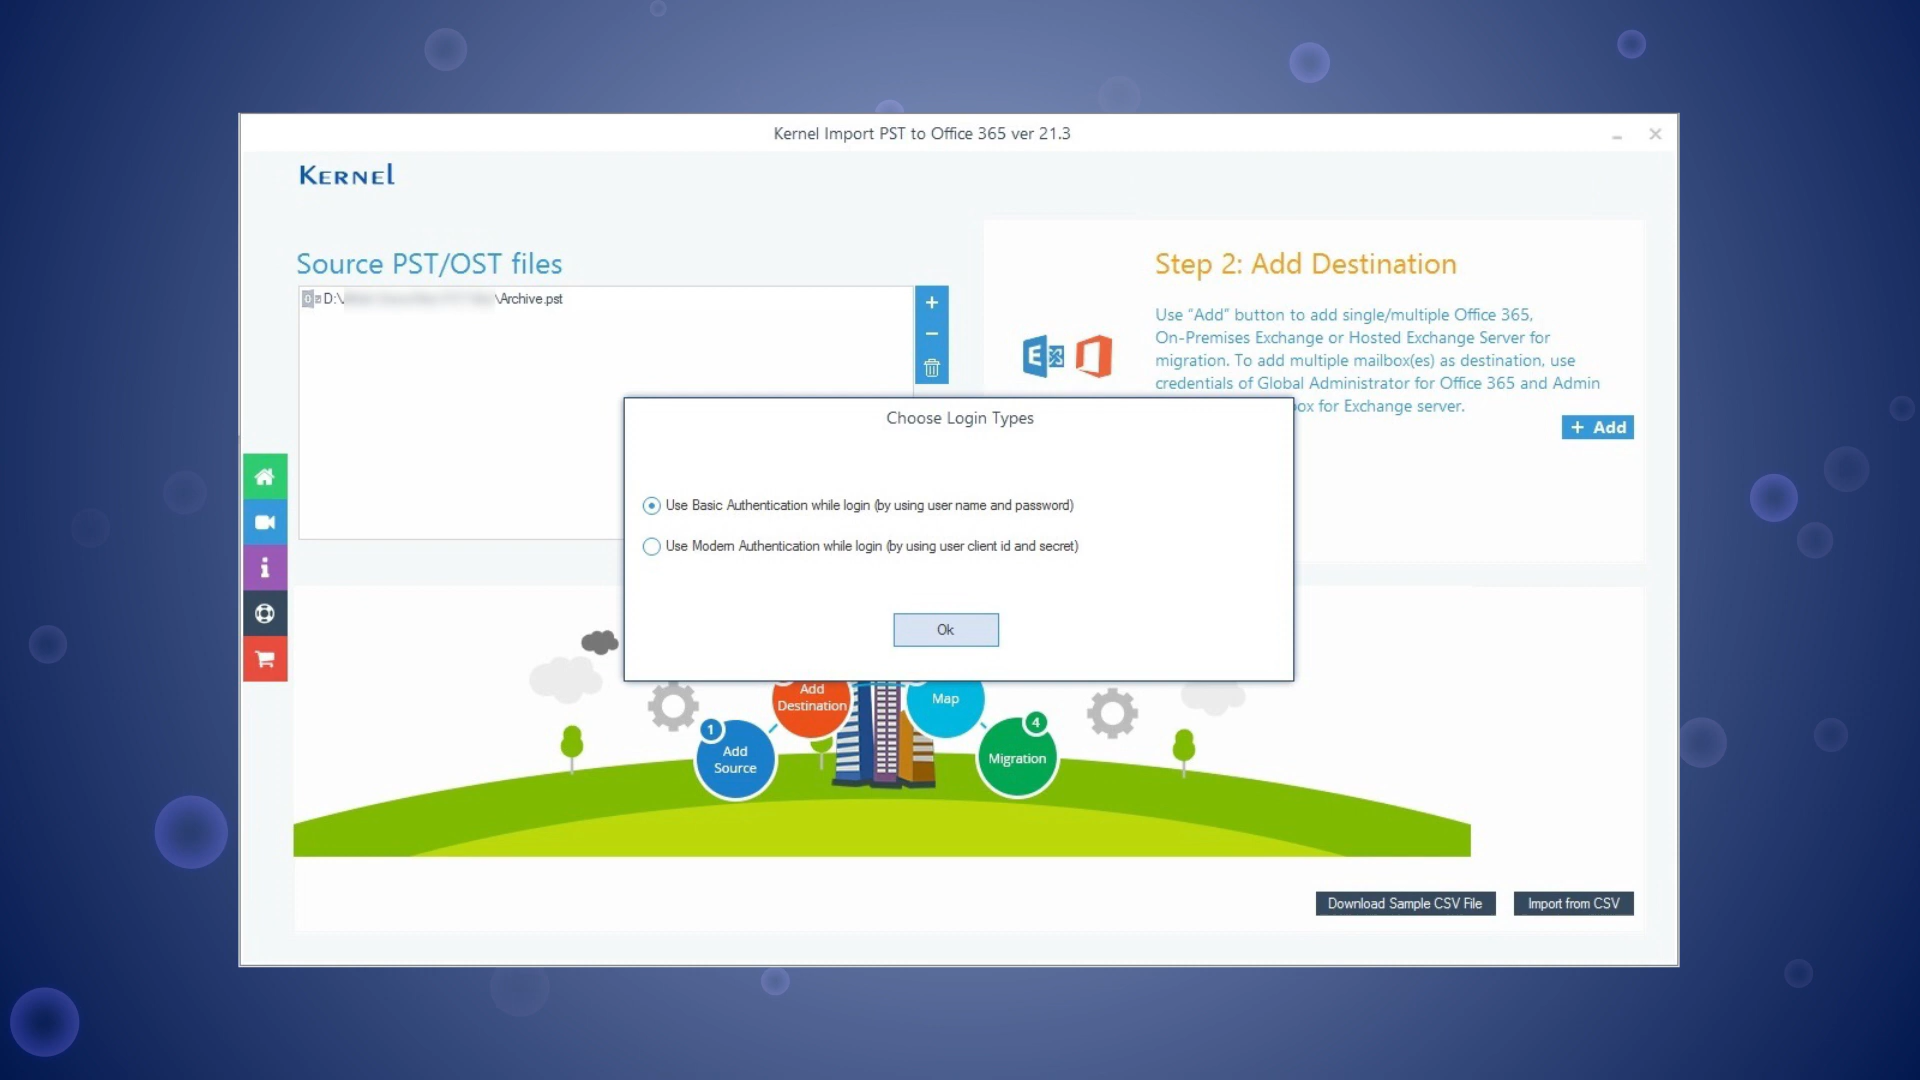 Kernel Import PST to Office 365 ver 21.3
KERNEL
Source PST/OST files
D:\ \Archive.pst
Step 2: Add Destination
Use “Add” button to add single/multiple Office 365,
On-Premises Exchange or Hosted Exchange Server for
migration. To add multiple mailbox(es) as destination, use
credentials of Global Administrator for Office 365 and Admin
ox for Exchange server.
+ Add
Choose Login Types
Use Basic Authentication while login (by using user name and password)
Use Modern Authentication while login (by using user client id and secret)
Ok
Add
Destination
Map
1
Add
Source
4
Migration
Download Sample CSV File
Import from CSV